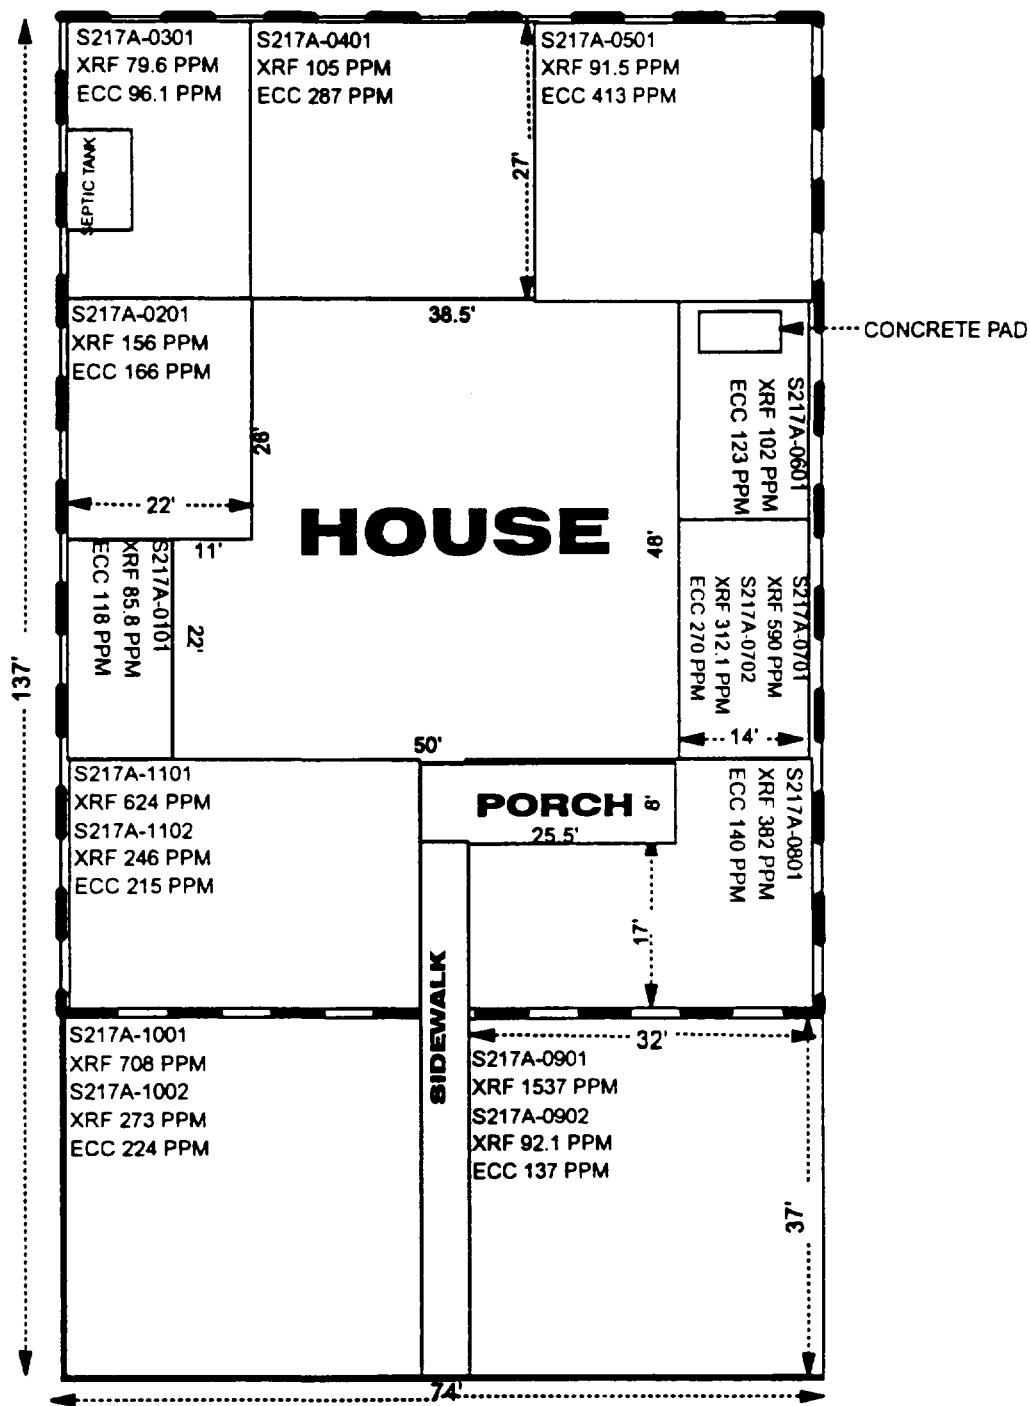 S217A-0301
XRF 79.6 PPM
ECC 96.1 PPM
S217A-0401
XRF 105 PPM
ECC 287 PPM
S217A-0501
XRF 91.5 PPM
ECC 413 PPM
SEPTIC TANK
27'
S217A-0201
XRF 156 PPM
ECC 166 PPM
38.5'
CONCRETE PAD
S217A-0601
XRF 102 PPM
ECC 123 PPM
26'
22'
HOUSE
48'
11'
S217A-0101
XRF 85.8 PPM
ECC 118 PPM
22'
S217A-0701
XRF 590 PPM
S217A-0702
XRF 312.1 PPM
ECC 270 PPM
137'
14'
50'
S217A-1101
XRF 624 PPM
S217A-1102
XRF 246 PPM
ECC 215 PPM
PORCH
8'
25.5'
S217A-0801
XRF 382 PPM
ECC 140 PPM
17'
SIDEWALK
32'
S217A-1001
XRF 708 PPM
S217A-1002
XRF 273 PPM
ECC 224 PPM
S217A-0901
XRF 1537 PPM
S217A-0902
XRF 92.1 PPM
ECC 137 PPM
37'
74'